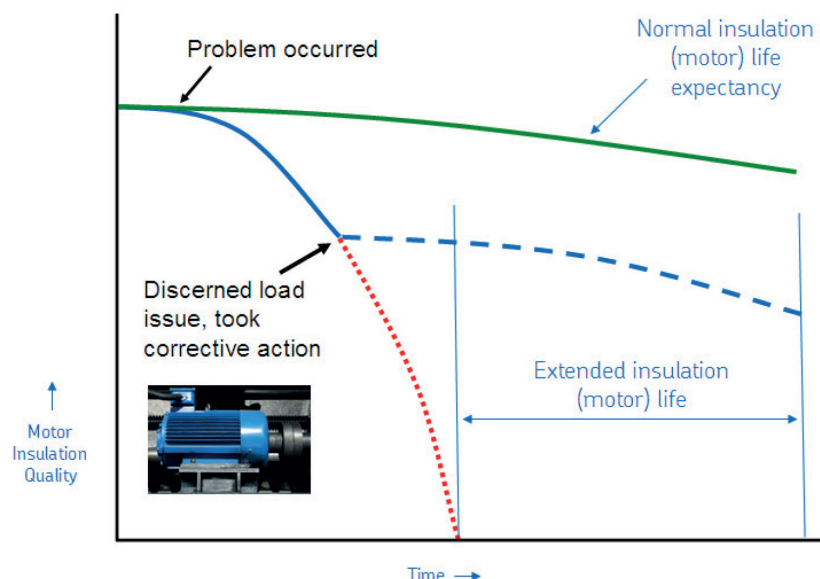 Problem occurred
Normal insulation
(motor) life
expectancy
Discerned load
issue, took
corrective action
Extended insulation
(motor) life
Motor
Insulation
Quality
Time